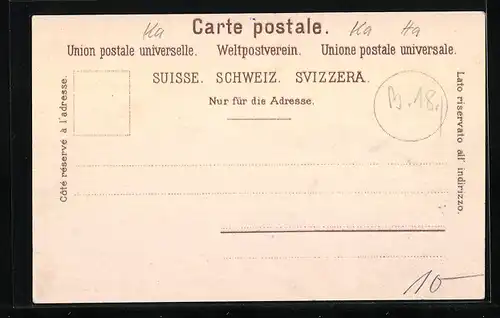 Ka Ka Ha
Carte postale.
Union postale universelle. Weltpostverein. Unione postale universale.
SUISSE. SCHWEIZ. SVIZZERA.
Nur für die Adresse.
Côté réservé à l'adresse.
Lato riservato all' indirizzo.
10-